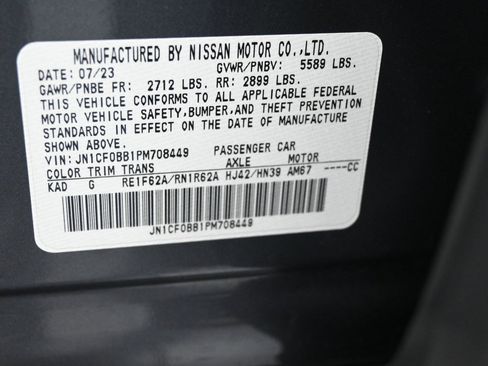 MANUFACTURED BY NISSAN MOTOR CO.,LTD.
DATE: 07/23 GVWR/PNBV: 5589 LBS.
GAWR/PNBE FR: 2712 LBS. RR: 2899 LBS.
THIS VEHICLE CONFORMS TO ALL APPLICABLE FEDERAL
MOTOR VEHICLE SAFETY,BUMPER,AND THEFT PREVENTION
STANDARDS IN EFFECT ON THE DATE OF MANUFACTURE
SHOWN ABOVE.
VIN: JN1CF0BB1PM708449 PASSENGER CAR
COLOR TRIM TRANS AXLE MOTOR
KAD G RE1F62A/RN1R62A HJ42/HN39 AM67 ----CC
JN1CF0BB1PM708449